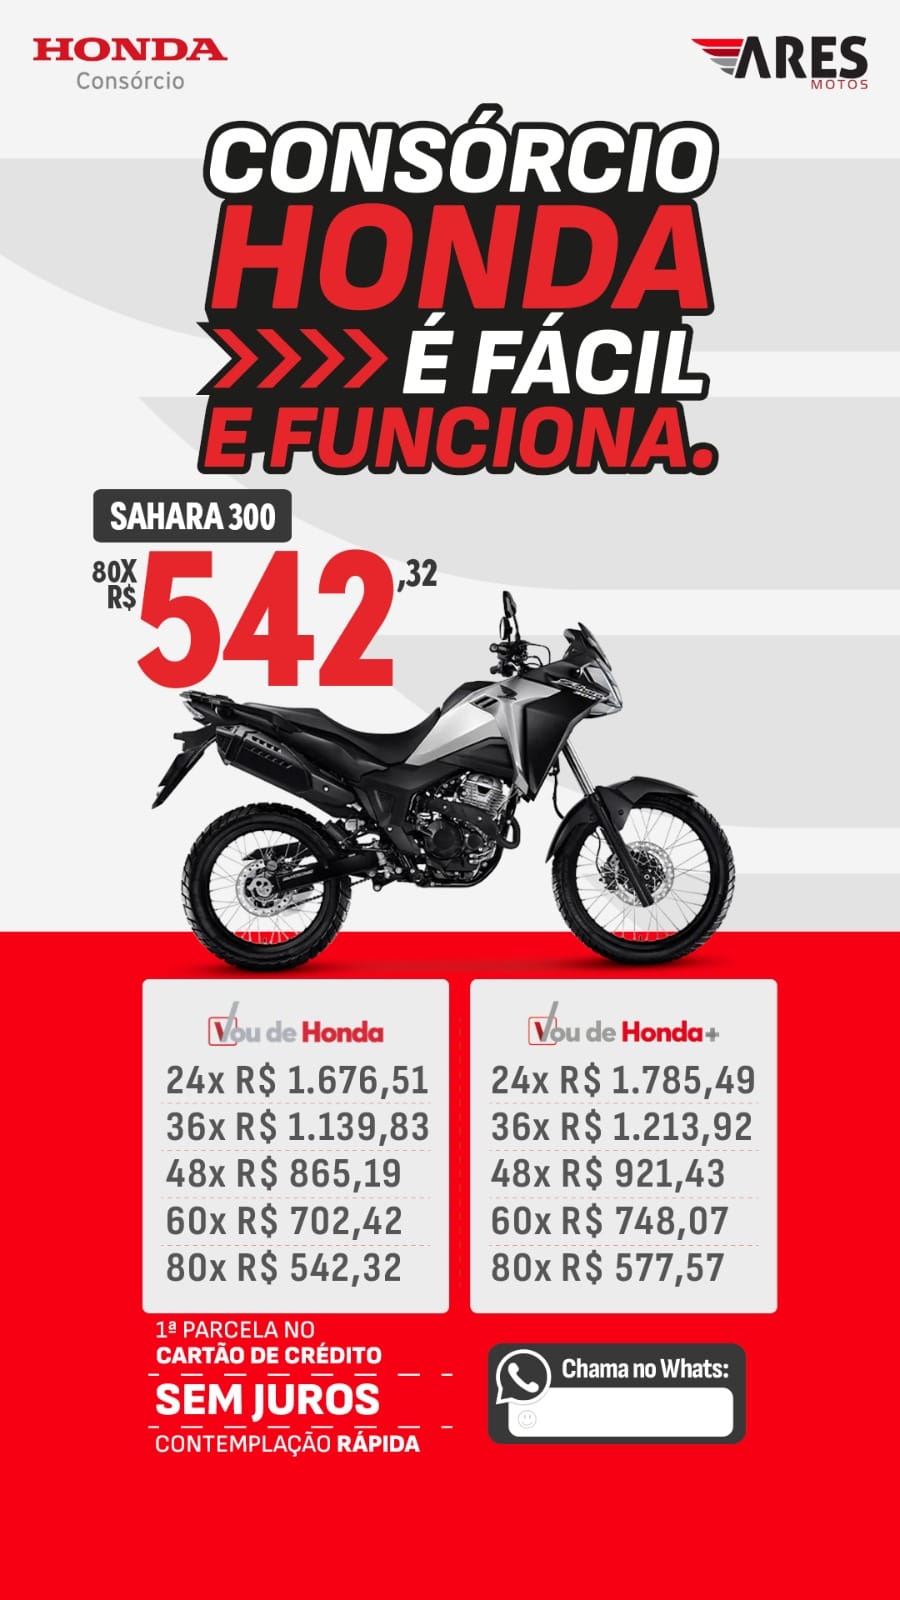 HONDA
Consórcio
ARES
MOTOS
CONSÓRCIO
HONDA
É FÁCIL
E FUNCIONA.
SAHARA 300
80X
R$
542,32
Vou de Honda
24x R$ 1.676,51
36x R$ 1.139,83
48x R$ 865,19
60x R$ 702,42
80x R$ 542,32
Vou de Honda+
24x R$ 1.785,49
36x R$ 1.213,92
48x R$ 921,43
60x R$ 748,07
80x R$ 577,57
1ª PARCELA NO
CARTÃO DE CRÉDITO
SEM JUROS
CONTEMPLAÇÃO RÁPIDA
Chama no Whats: